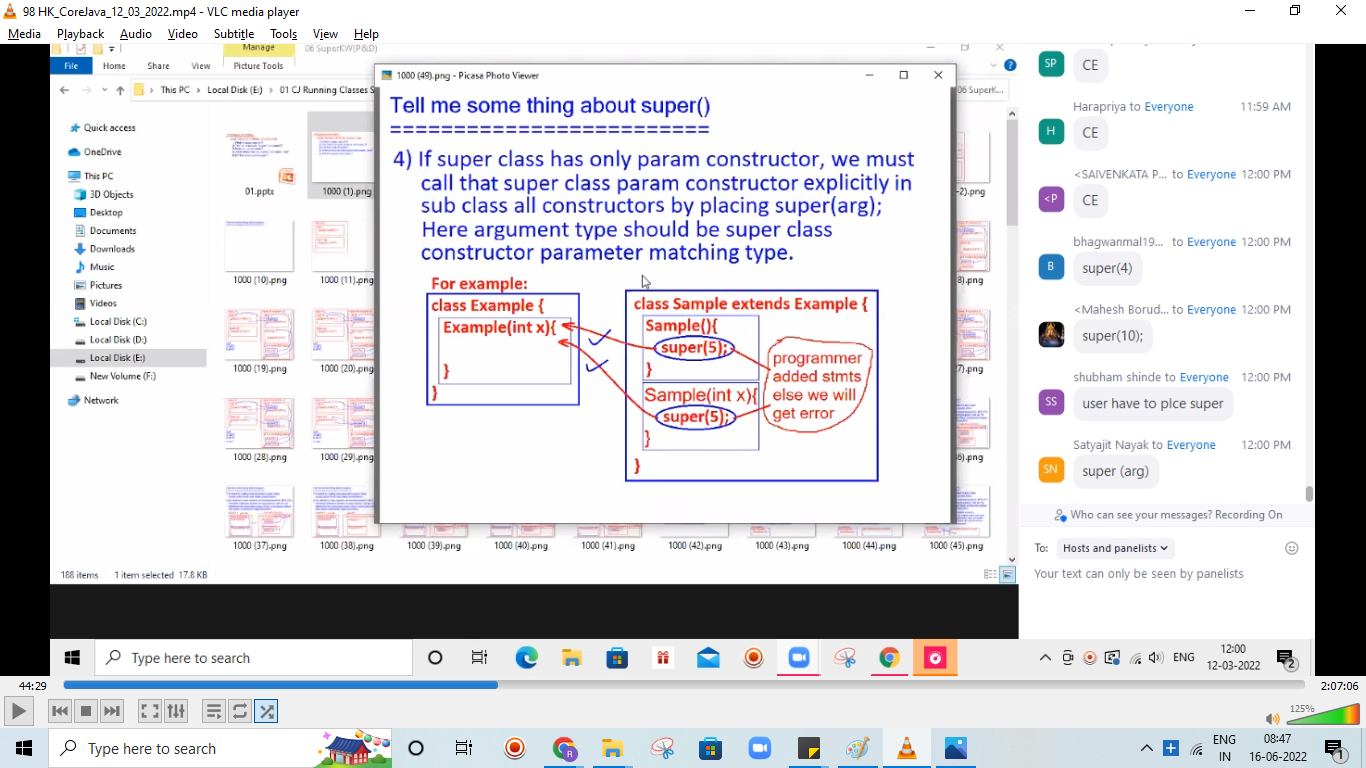 98 HK_CoreJava_12_03_2022.mp4 - VLC media player
Media Playback Audio Video Subtitle Tools View Help
Manage 06 SuperKW(P&D)
File Home Share View Picture Tools
This PC > Local Disk (E:) > 01 CJ Running Classes S
06 SuperK...
Quick access
OneDrive
This PC
3D Objects
Desktop
Documents
Downloads
Music
Pictures
Videos
Local Disk (C:)
Local Disk (D:)
Local Disk (E:)
New Volume (F:)
Network
01.pptx 1000 (1).png -2).png
1000 (10).png 1000 (11).png 8).png
1000 (19).png 1000 (20).png 7).png
1000 (28).png 1000 (29).png 6).png
1000 (37).png 1000 (38).png 1000 (39).png 1000 (40).png 1000 (41).png 1000 (42).png 1000 (43).png 1000 (44).png 1000 (45).png
188 items 1 item selected 17.8 KB
1000 (49).png - Picasa Photo Viewer
Tell me some thing about super()
=========================
4) If super class has only param constructor, we must
call that super class param constructor explicitly in
sub class all constructors by placing super(arg);
Here argument type should be super class
constructor parameter matching type.
For example:
class Example {
Example(int x){
}
}
class Sample extends Example {
Sample(){
super(5);
}
Sample(int x){
super(5);
}
}
programmer
added stmts
else we will
get error
SP CE
Harapriya to Everyone 11:59 AM
H CE
<SAIVENKATA P... to Everyone 12:00 PM
<P CE
bhagwanmal19... to Everyone 12:00 PM
B super(4)
<Mahesh Borud... to Everyone 12:00 PM
super(10);
shubham shinde to Everyone 12:00 PM
SS user have to plce super
Satyajit Nayak to Everyone 12:00 PM
SN super (arg)
Who can see your messages? Recording On
To: Hosts and panelists
Your text can only be seen by panelists
Type here to search ENG 12:00
12-03-2022 2
44:29 2:07:06
125%
Type here to search R ENG 08:47
IN 16-06-2022 1